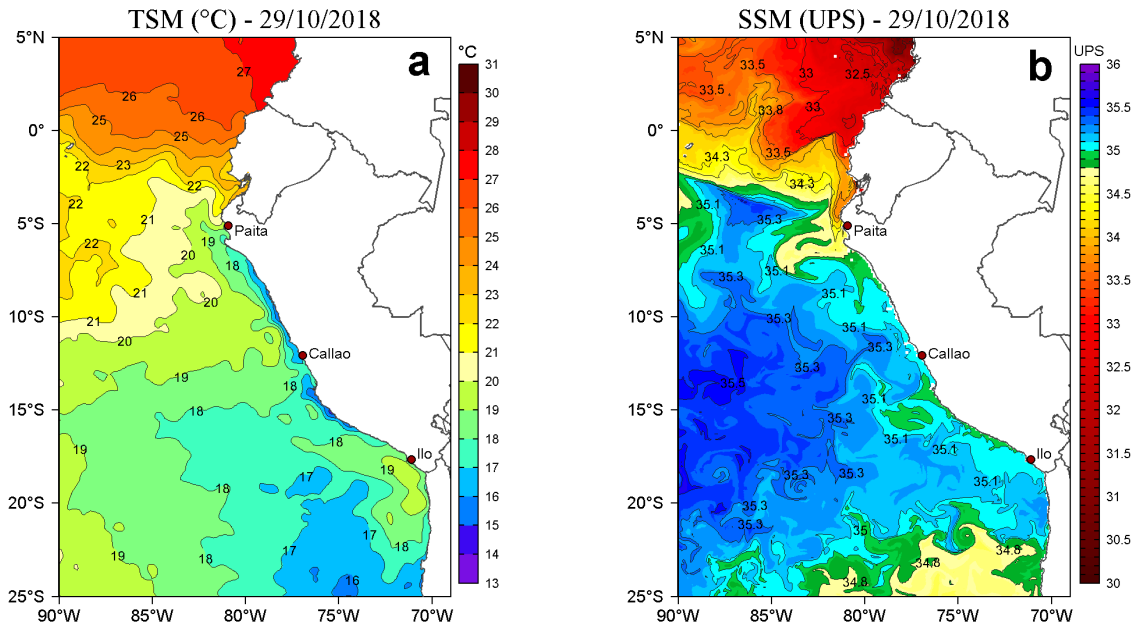 TSM (°C) - 29/10/2018
a
°C
5°N
0°
5°S
10°S
15°S
20°S
25°S
90°W
85°W
80°W
75°W
70°W
31
30
29
28
27
26
25
24
23
22
21
20
19
18
17
16
15
14
13
27
26
26
25
25
22
23
22
22
21
22
21
20
20
21
20
19
18
19
18
18
18
19
19
17
18
17
17
18
18
19
16
Paita
Callao
Ilo
SSM (UPS) - 29/10/2018
b
UPS
5°N
0°
5°S
10°S
15°S
20°S
25°S
90°W
85°W
80°W
75°W
70°W
36
35.5
35
34.5
34
33.5
33
32.5
32
31.5
31
30.5
30
33.5
33
32.5
33.5
33.8
33
34.3
33.5
34.3
35.1
35.3
35.1
35.3
35.1
35.1
35.3
35.1
35.3
35.3
35.5
35.1
35.3
35.1
35.1
35.3
35.3
35.1
35.3
35.3
35
34.8
34.8
34.8
Paita
Callao
Ilo